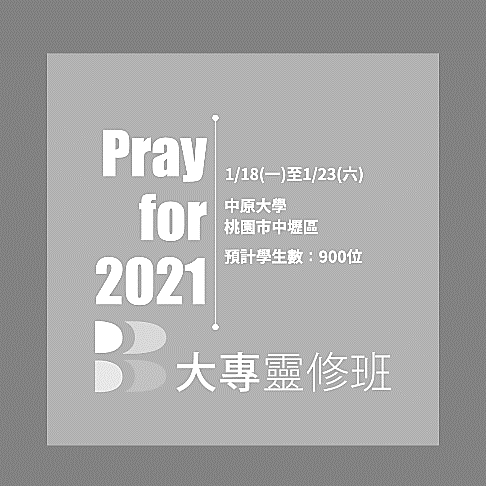 Pray
for
2021
1/18(一)至1/23(六)
中原大學
桃園市中壢區
預計學生數：900位
大專靈修班